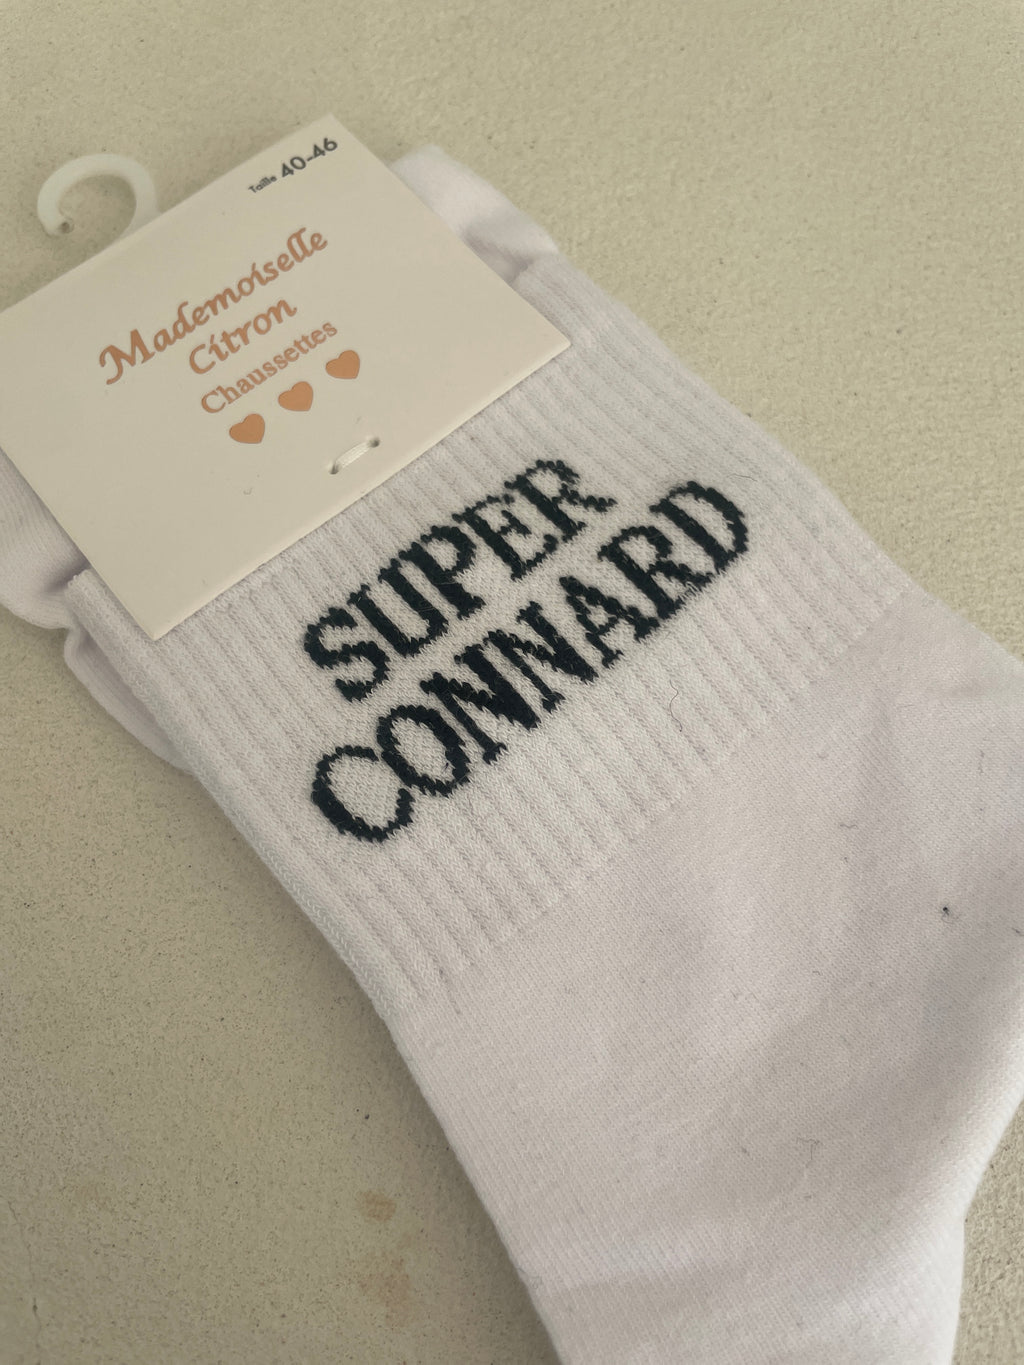 Taille 40-46
Mademoiselle
Citron
Chaussettes
SUPER
CONNARD